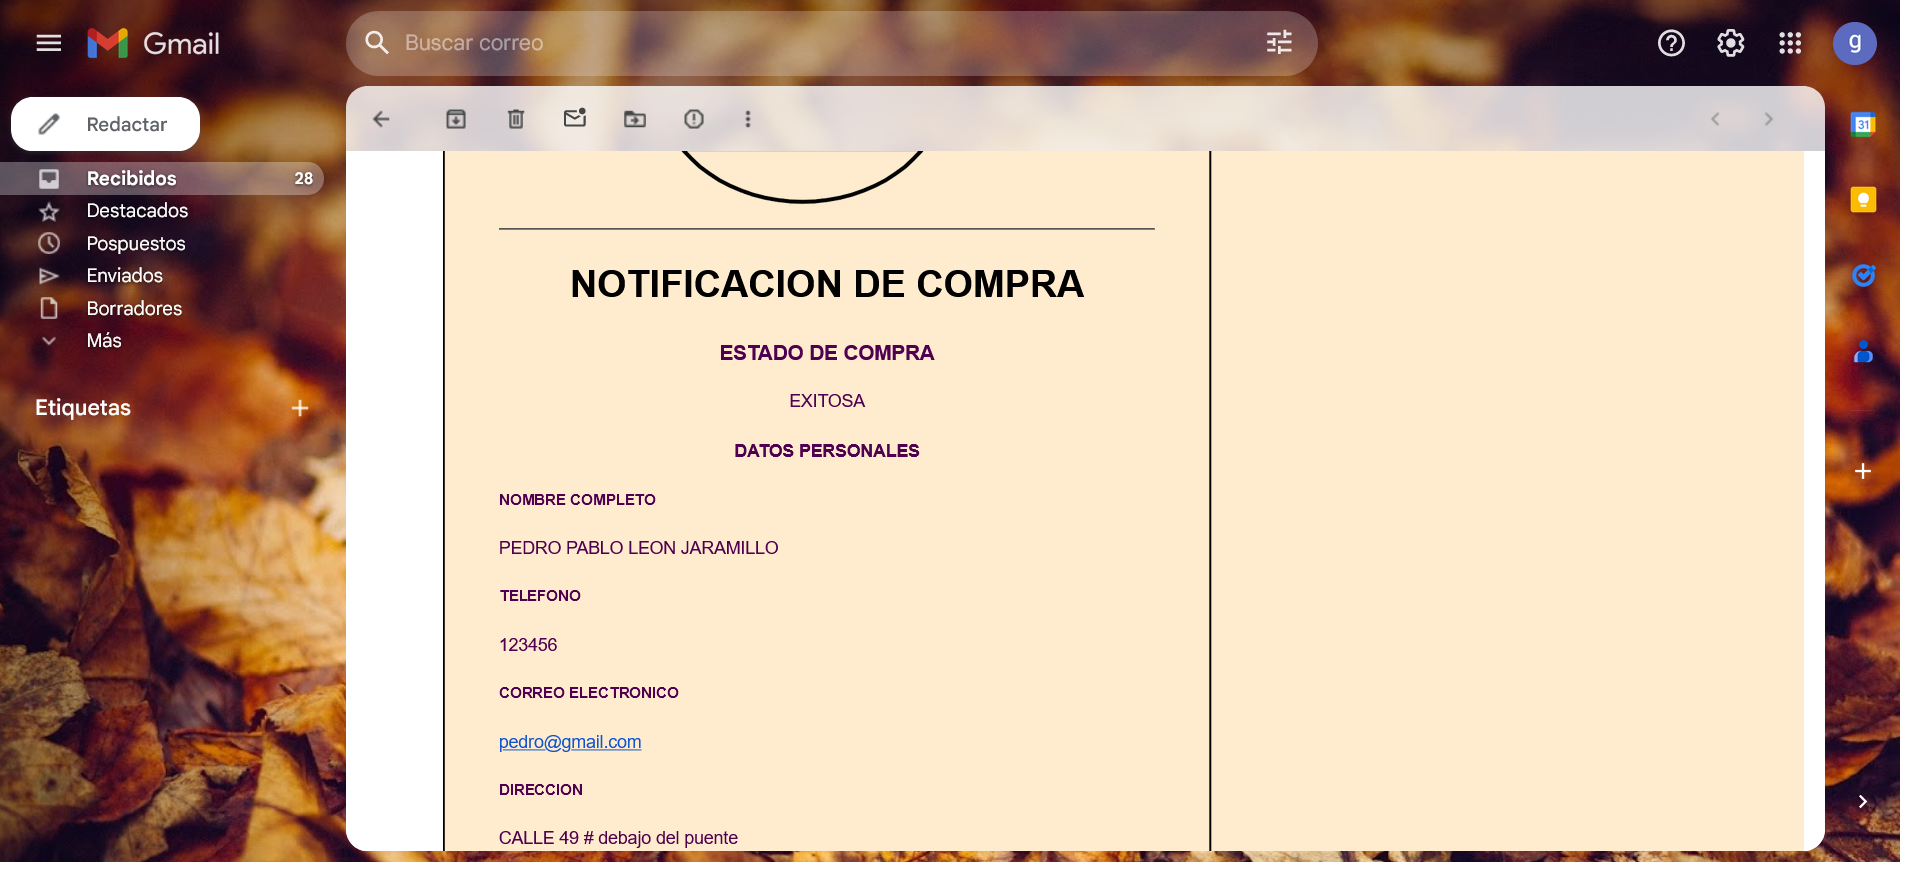 Gmail
Buscar correo
g
Redactar
Recibidos 28
Destacados
Pospuestos
Enviados
Borradores
Más
Etiquetas
31
NOTIFICACION DE COMPRA
ESTADO DE COMPRA
EXITOSA
DATOS PERSONALES
NOMBRE COMPLETO
PEDRO PABLO LEON JARAMILLO
TELEFONO
123456
CORREO ELECTRONICO
pedro@gmail.com
DIRECCION
CALLE 49 # debajo del puente